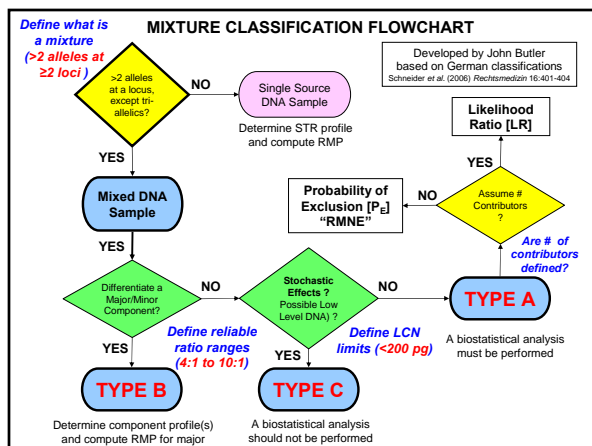 MIXTURE CLASSIFICATION FLOWCHART
Define what is
a mixture
(>2 alleles at
≥2 loci)
>2 alleles
at a locus,
except tri-
allelics?
NO
Single Source
DNA Sample
Determine STR profile
and compute RMP
Developed by John Butler
based on German classifications
Schneider et al. (2006) Rechtsmedizin 16:401-404
Likelihood
Ratio [LR]
YES
YES
Mixed DNA
Sample
Probability of
Exclusion [PE]
"RMNE"
NO
Assume #
Contributors
?
YES
Are # of
contributors
defined?
Differentiate a
Major/Minor
Component?
NO
Stochastic
Effects ?
Possible Low
Level DNA) ?
NO
TYPE A
A biostatistical analysis
must be performed
Define reliable
ratio ranges
(4:1 to 10:1)
Define LCN
limits (<200 pg)
YES
YES
TYPE B
TYPE C
Determine component profile(s)
and compute RMP for major
A biostatistical analysis
should not be performed